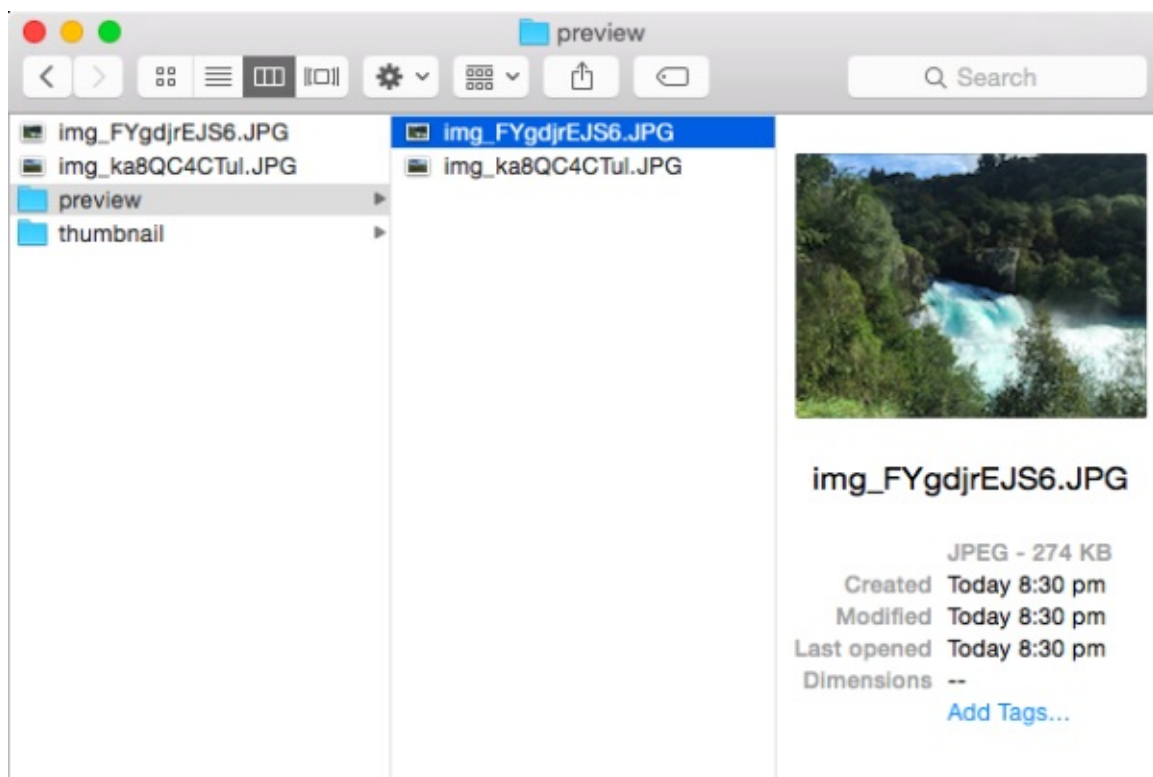 preview
Search
img_FYgdjrEJS6.JPG
img_ka8QC4CTul.JPG
preview
thumbnail
img_FYgdjrEJS6.JPG
img_ka8QC4CTul.JPG
img_FYgdjrEJS6.JPG
JPEG - 274 KB
Created Today 8:30 pm
Modified Today 8:30 pm
Last opened Today 8:30 pm
Dimensions --
Add Tags...